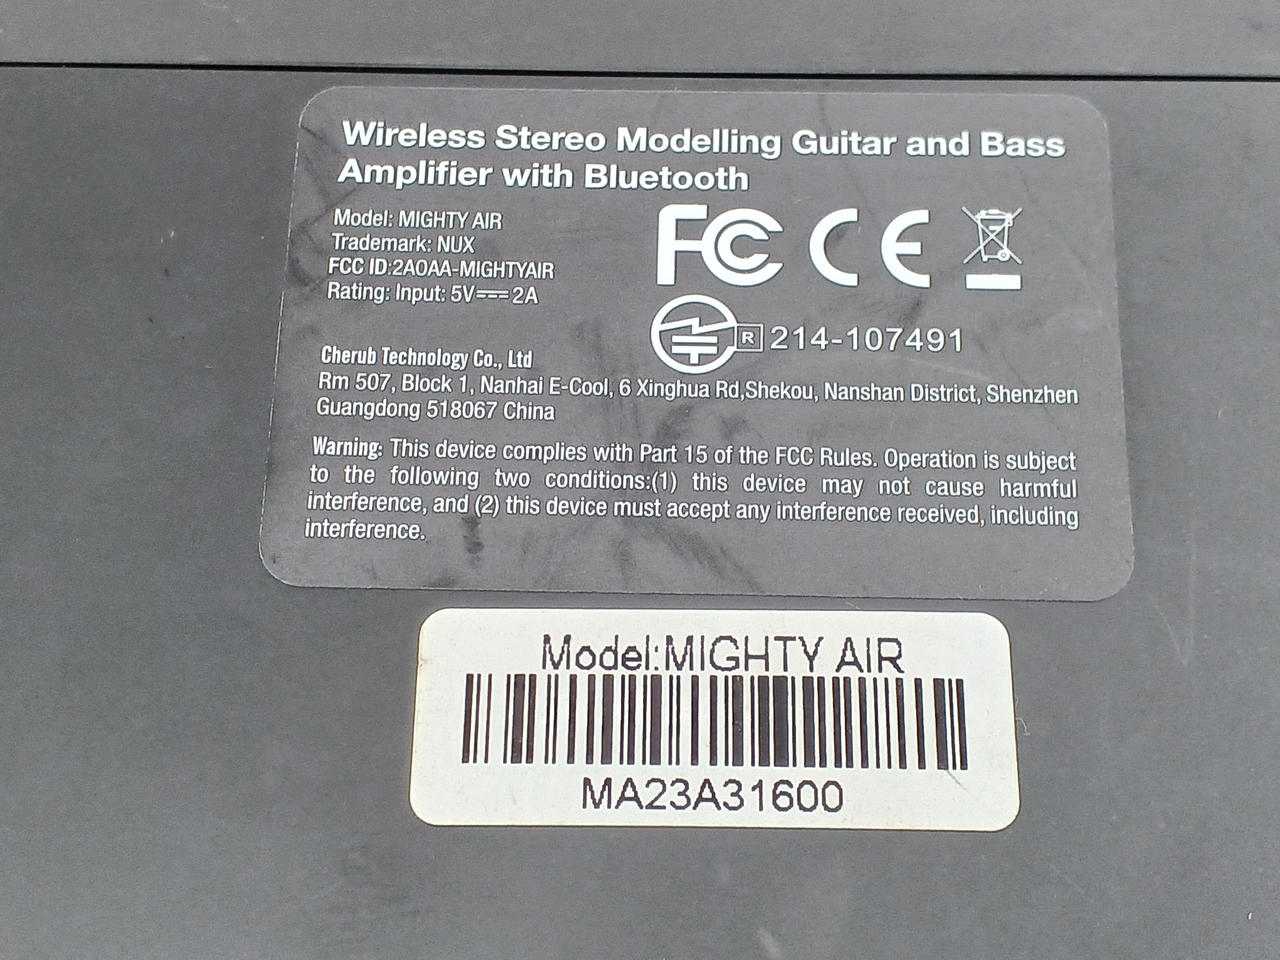 Wireless Stereo Modelling Guitar and Bass
Amplifier with Bluetooth
Model: MIGHTY AIR
Trademark: NUX
FCC ID:2AOAA-MIGHTYAIR
Rating: Input: 5V⎓2A
FC CE
R 214-107491
Cherub Technology Co., Ltd
Rm 507, Block 1, Nanhai E-Cool, 6 Xinghua Rd,Shekou, Nanshan District, Shenzhen
Guangdong 518067 China
Warning: This device complies with Part 15 of the FCC Rules. Operation is subject
to the following two conditions:(1) this device may not cause harmful
interference, and (2) this device must accept any interference received, including
interference.
Model:MIGHTY AIR
MA23A31600